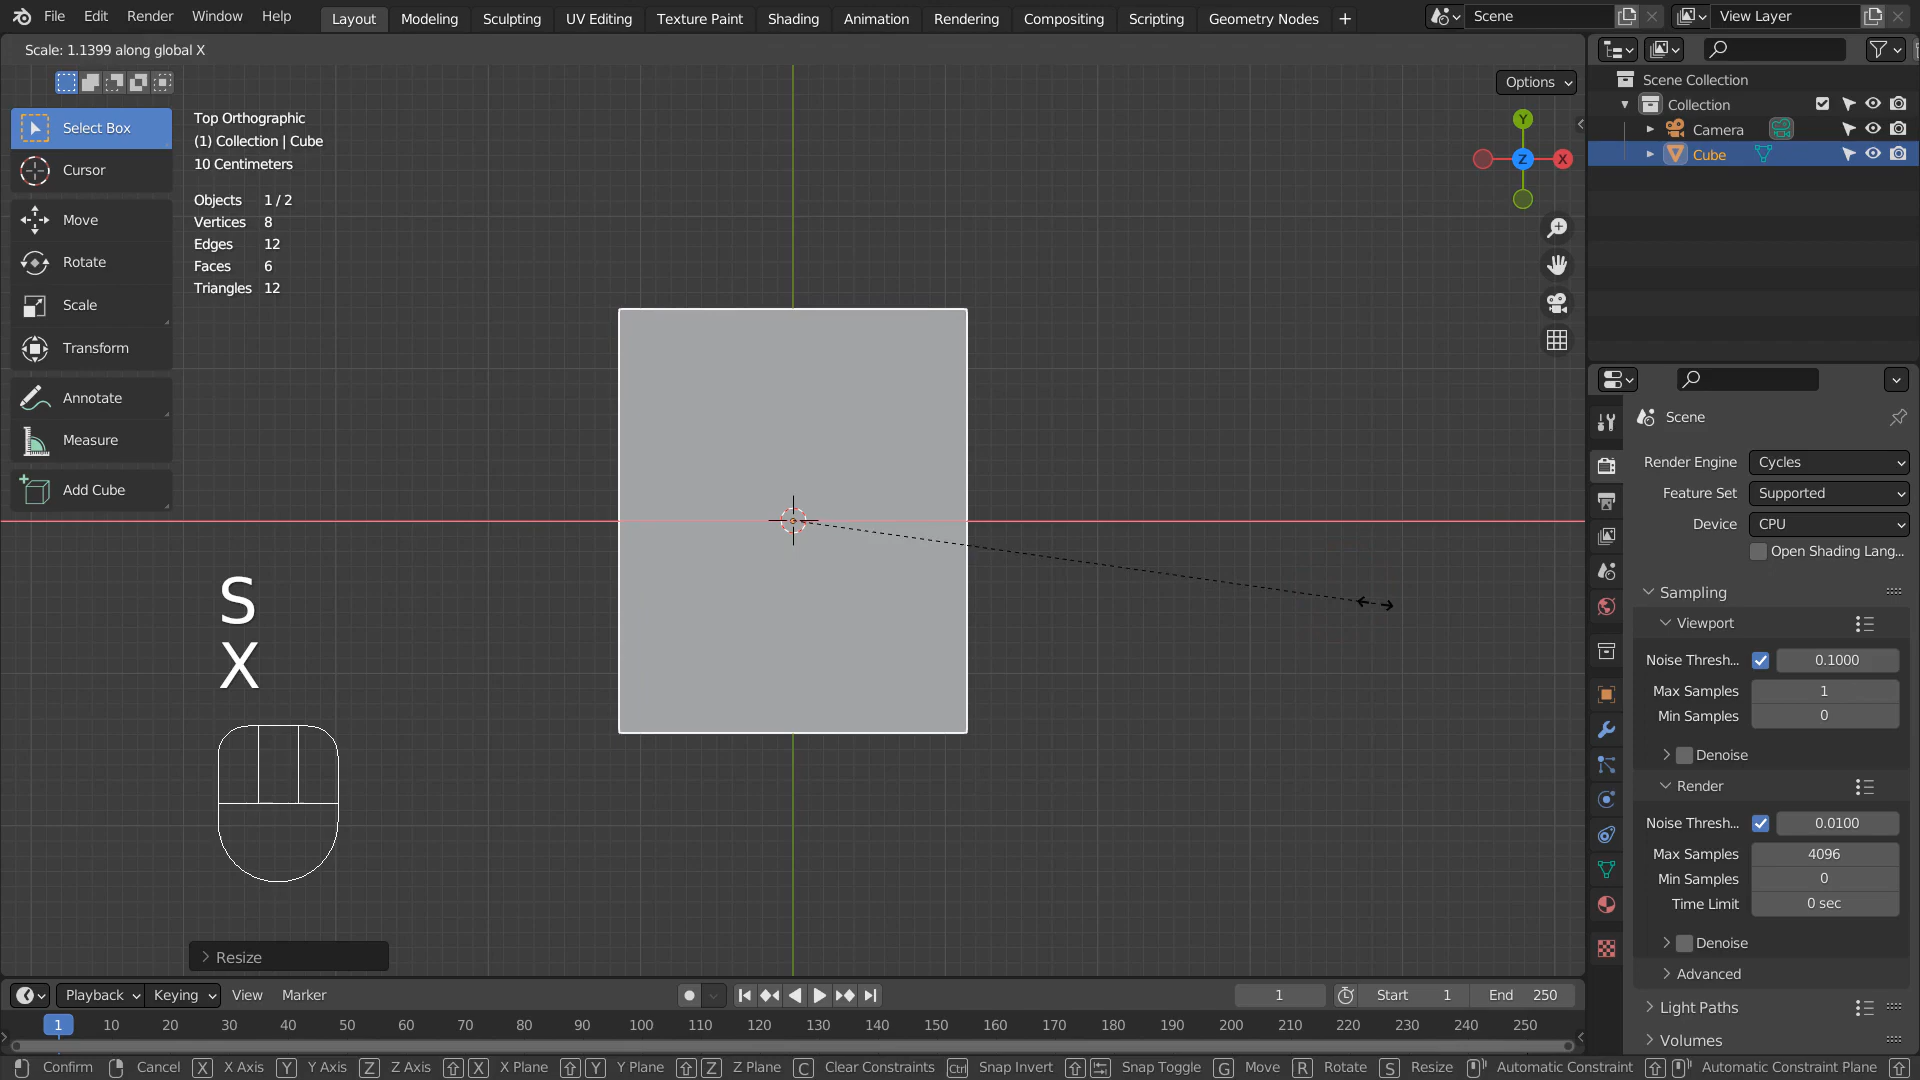 File Edit Render Window Help Layout Modeling Sculpting UV Editing Texture Paint Shading Animation Rendering Compositing Scripting Geometry Nodes + Scene View Layer
Scale: 1.1399 along global X
Options
Select Box
Cursor
Move
Rotate
Scale
Transform
Annotate
Measure
Add Cube
Top Orthographic
(1) Collection | Cube
10 Centimeters
Objects 1 / 2
Vertices 8
Edges 12
Faces 6
Triangles 12
Y
Z
X
S
X
Resize
Scene Collection
Collection
Camera
Cube
Scene
Render Engine Cycles
Feature Set Supported
Device CPU
Open Shading Lang...
Sampling
Viewport
Noise Thresh... 0.1000
Max Samples 1
Min Samples 0
Denoise
Render
Noise Thresh... 0.0100
Max Samples 4096
Min Samples 0
Time Limit 0 sec
Denoise
Advanced
Light Paths
Volumes
Playback Keying View Marker 1 Start 1 End 250
1 10 20 30 40 50 60 70 80 90 100 110 120 130 140 150 160 170 180 190 200 210 220 230 240 250
Confirm Cancel X X Axis Y Y Axis Z Z Axis X X Plane Y Y Plane Z Z Plane C Clear Constraints Ctrl Snap Invert Snap Toggle G Move R Rotate S Resize Automatic Constraint Automatic Constraint Plane